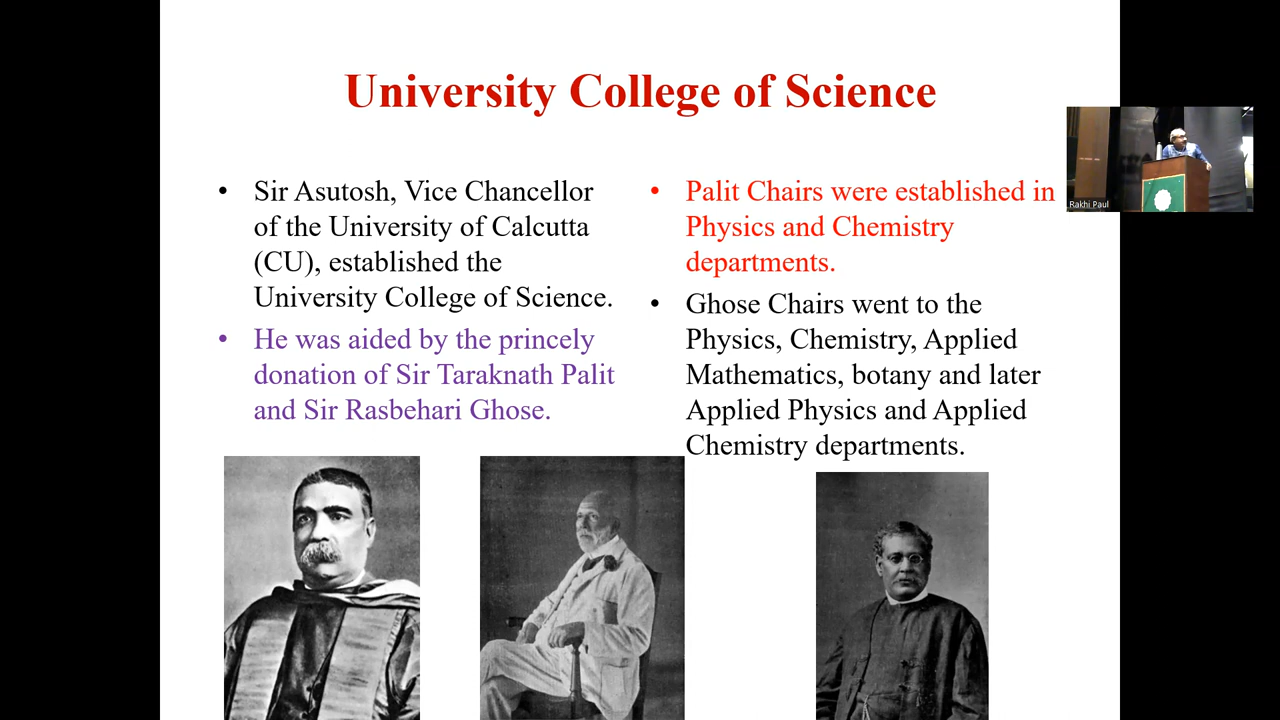 University College of Science
• Sir Asutosh, Vice Chancellor
of the University of Calcutta
(CU), established the
University College of Science.
• He was aided by the princely
donation of Sir Taraknath Palit
and Sir Rasbehari Ghose.
• Palit Chairs were established in
Physics and Chemistry
departments.
• Ghose Chairs went to the
Physics, Chemistry, Applied
Mathematics, botany and later
Applied Physics and Applied
Chemistry departments.
Rakhi Paul